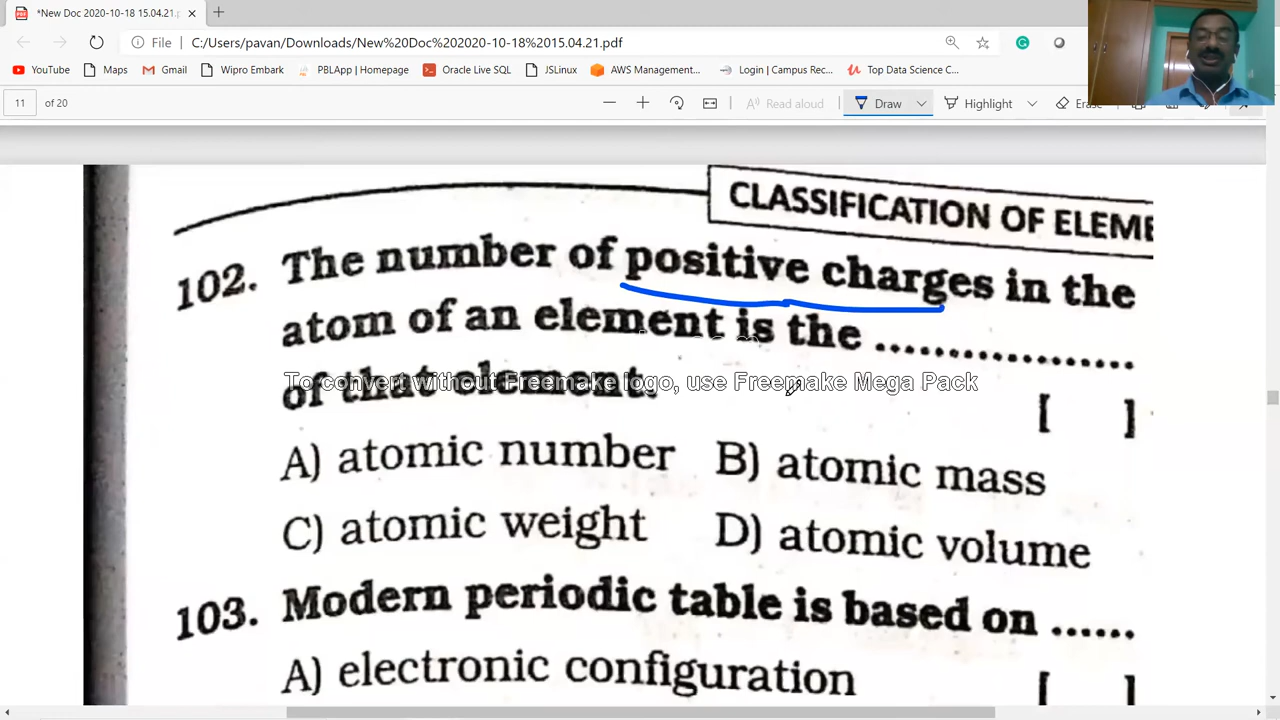 *New Doc 2020-10-18 15.04.21.p
File C:/Users/pavan/Downloads/New%20Doc%202020-10-18%2015.04.21.pdf
YouTube Maps Gmail Wipro Embark PBLApp | Homepage Oracle Live SQL JSLinux AWS Management... Login | Campus Rec... Top Data Science C...
11 of 20 Read aloud Draw Highlight Erase
CLASSIFICATION OF ELEME
102. The number of positive charges in the
atom of an element is the ..................
of that element. [ ]
To convert without Freemake logo, use Freemake Mega Pack
A) atomic number B) atomic mass
C) atomic weight D) atomic volume
103. Modern periodic table is based on ......
A) electronic configuration [ ]